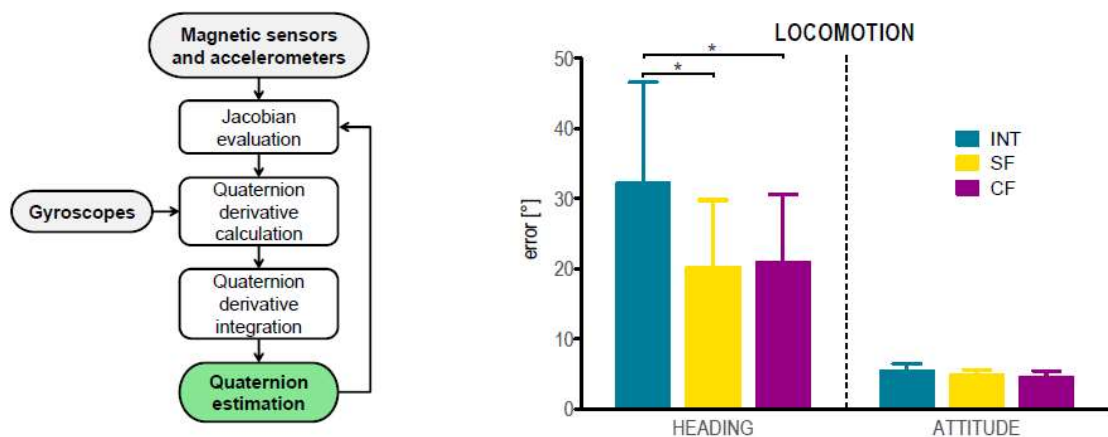 Magnetic sensors
and accelerometers
Jacobian
evaluation
Gyroscopes
Quaternion
derivative
calculation
Quaternion
derivative
integration
Quaternion
estimation
LOCOMOTION
*
*
50
40
30
20
10
0
error [°]
INT
SF
CF
HEADING
ATTITUDE